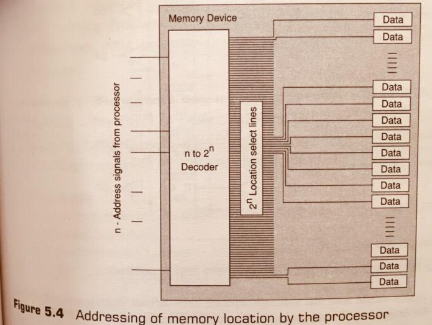 Memory Device
Data
Data
n - Address signals from processor
n to 2ⁿ
Decoder
2ⁿ Location select lines
Data
Data
Data
Data
Data
Data
Data
Data
Data
Data
Data
Figure 5.4 Addressing of memory location by the processor